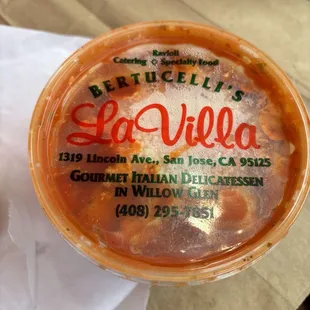 Ravioli
Catering ◇ Specialty Food
BERTUCELLI'S
La Villa
1319 Lincoln Ave., San Jose, CA 95125
GOURMET ITALIAN DELICATESSEN
IN WILLOW GLEN
(408) 295-7851